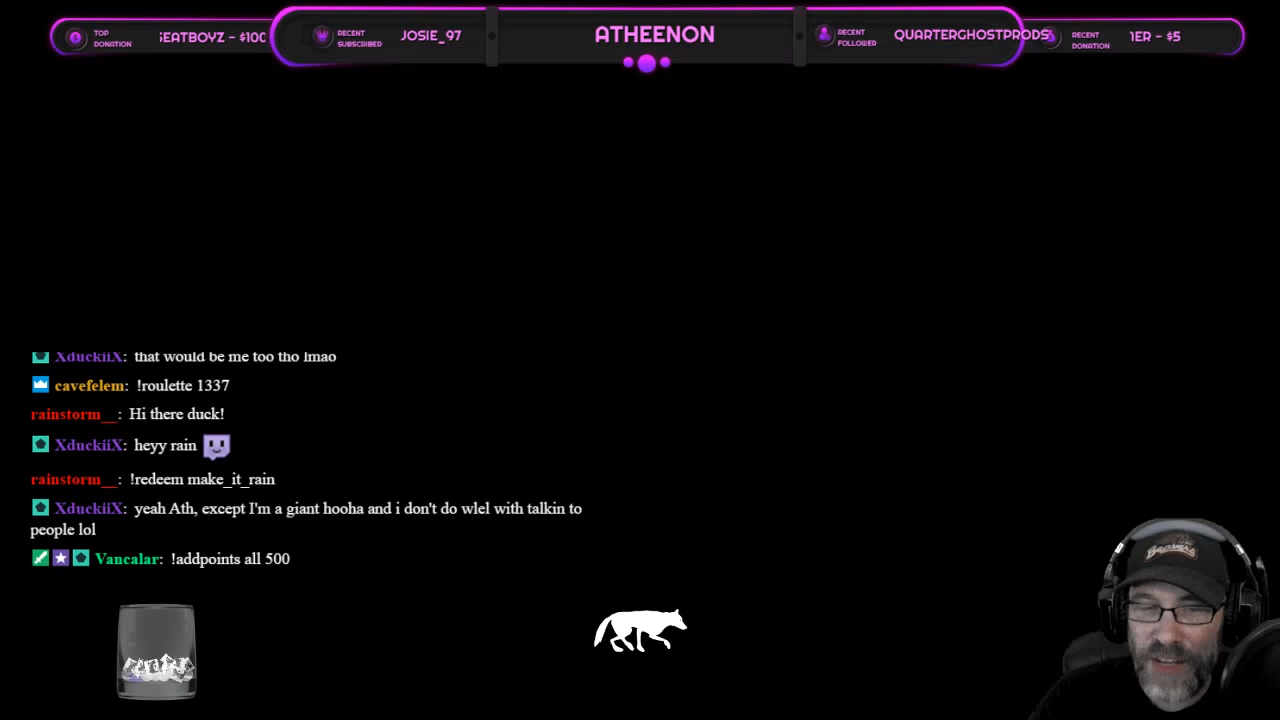 TOP
DONATION
SEATBOYZ - $100
RECENT
SUBSCRIBER
JOSIE_97
ATHEENON
RECENT
FOLLOWER
QUARTERGHOSTPRODS
RECENT
DONATION
1ER - $5
XduckiiX: that would be me too tho lmao
cavefelem: !roulette 1337
rainstorm__: Hi there duck!
XduckiiX: heyy rain
rainstorm__: !redeem make_it_rain
XduckiiX: yeah Ath, except I'm a giant hooha and i don't do wlel with talkin to
people lol
Vancalar: !addpoints all 500